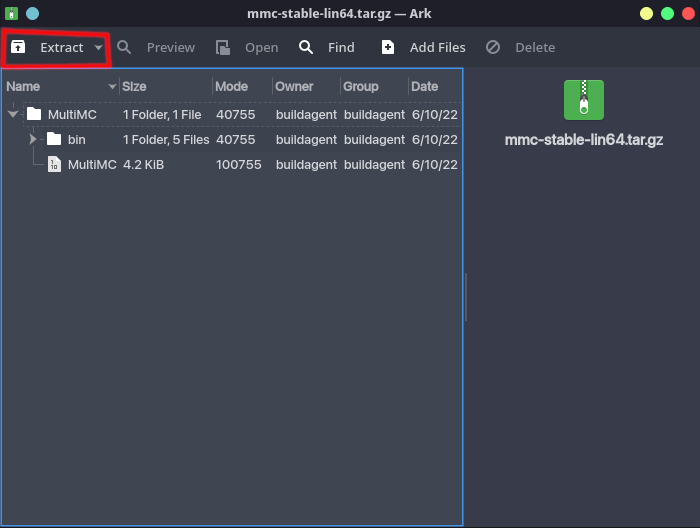 mmc-stable-lin64.tar.gz — Ark
Extract Preview Open Find Add Files Delete
Name Size Mode Owner Group Date
MultiMC 1 Folder, 1 File 40755 buildagent buildagent 6/10/22
bin 1 Folder, 5 Files 40755 buildagent buildagent 6/10/22
MultiMC 4.2 KiB 100755 buildagent buildagent 6/10/22
mmc-stable-lin64.tar.gz